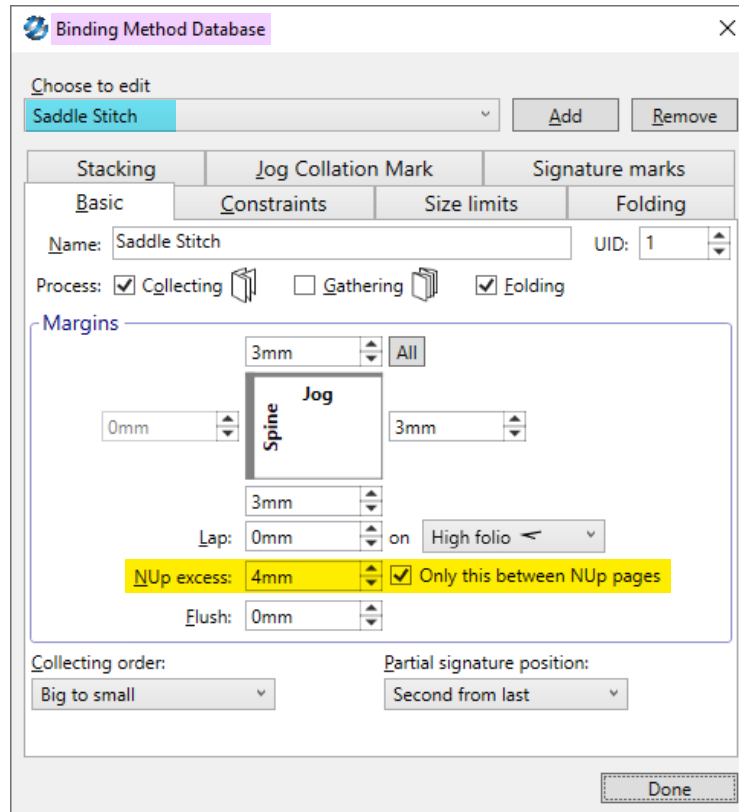 Binding Method Database
Choose to edit
Saddle Stitch Add Remove
Stacking Jog Collation Mark Signature marks
Basic Constraints Size limits Folding
Name: Saddle Stitch UID: 1
Process: Collecting Gathering Folding
Margins
3mm All
0mm Spine Jog 3mm
3mm
Lap: 0mm on High folio
NUp excess: 4mm Only this between NUp pages
Flush: 0mm
Collecting order: Partial signature position:
Big to small Second from last
Done